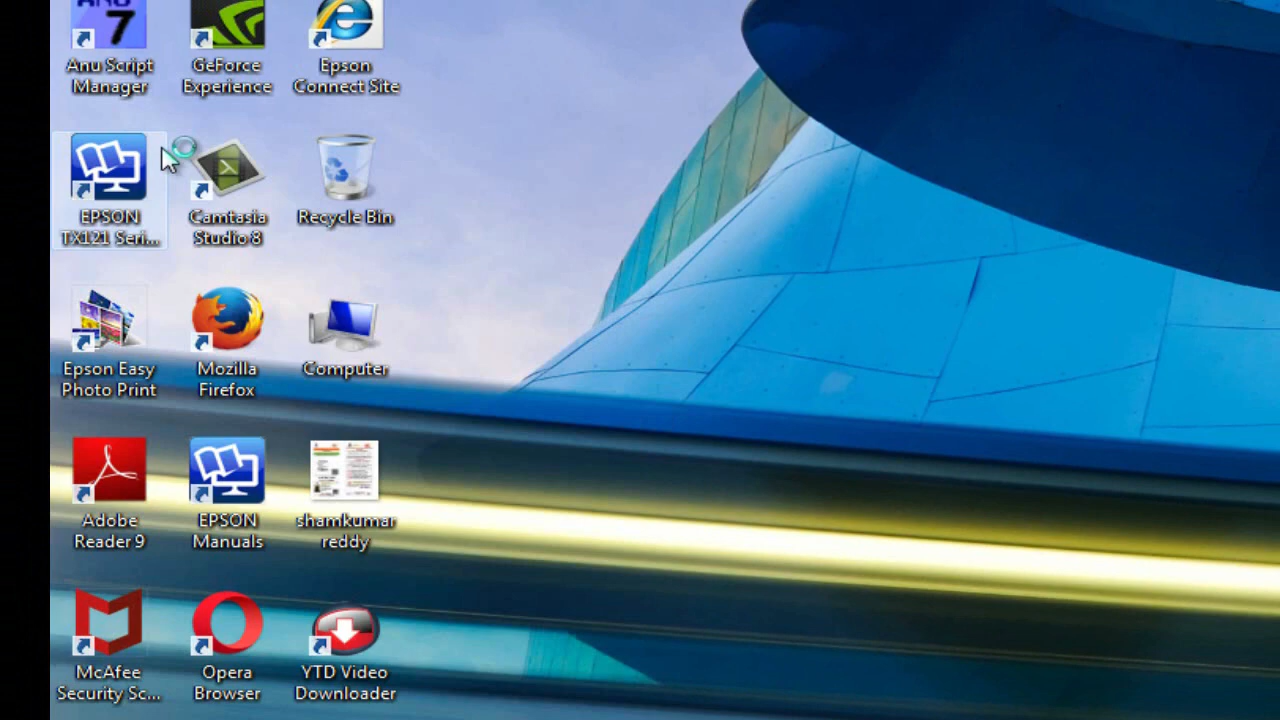 ANU
7
Anu Script
Manager
GeForce
Experience
Epson
Connect Site
EPSON
TX121 Seri...
Camtasia
Studio 8
Recycle Bin
Epson Easy
Photo Print
Mozilla
Firefox
Computer
Adobe
Reader 9
EPSON
Manuals
shamkumar
reddy
McAfee
Security Sc...
Opera
Browser
YTD Video
Downloader